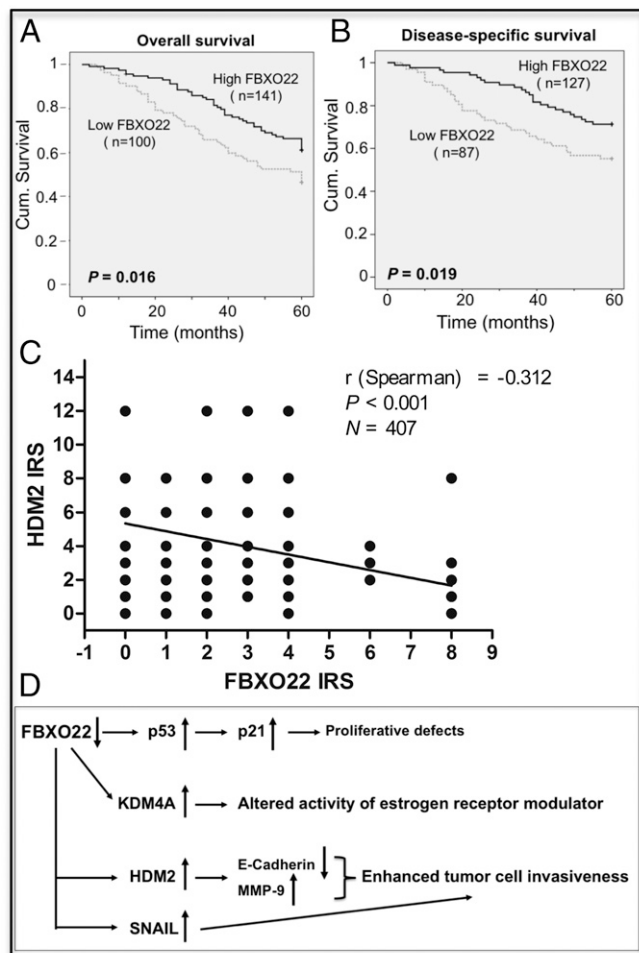 A
Overall survival
High FBXO22
( n=141)
Low FBXO22
( n=100)
Cum. Survival
1
0.8
0.6
0.4
0.2
0
P = 0.016
0
20
40
60
Time (months)
B
Disease-specific survival
High FBXO22
( n=127)
Low FBXO22
( n=87)
Cum. Survival
1
0.8
0.6
0.4
0.2
0
P = 0.019
0
20
40
60
Time (months)
C
r (Spearman) = -0.312
P < 0.001
N = 407
HDM2 IRS
14
12
10
8
6
4
2
0
-1 0 1 2 3 4 5 6 7 8 9
FBXO22 IRS
D
FBXO22 ↓ → p53 ↑ → p21 ↑ → Proliferative defects
KDM4A ↑ → Altered activity of estrogen receptor modulator
HDM2 ↑ → E-Cadherin ↓
MMP-9 ↑
Enhanced tumor cell invasiveness
SNAIL ↑